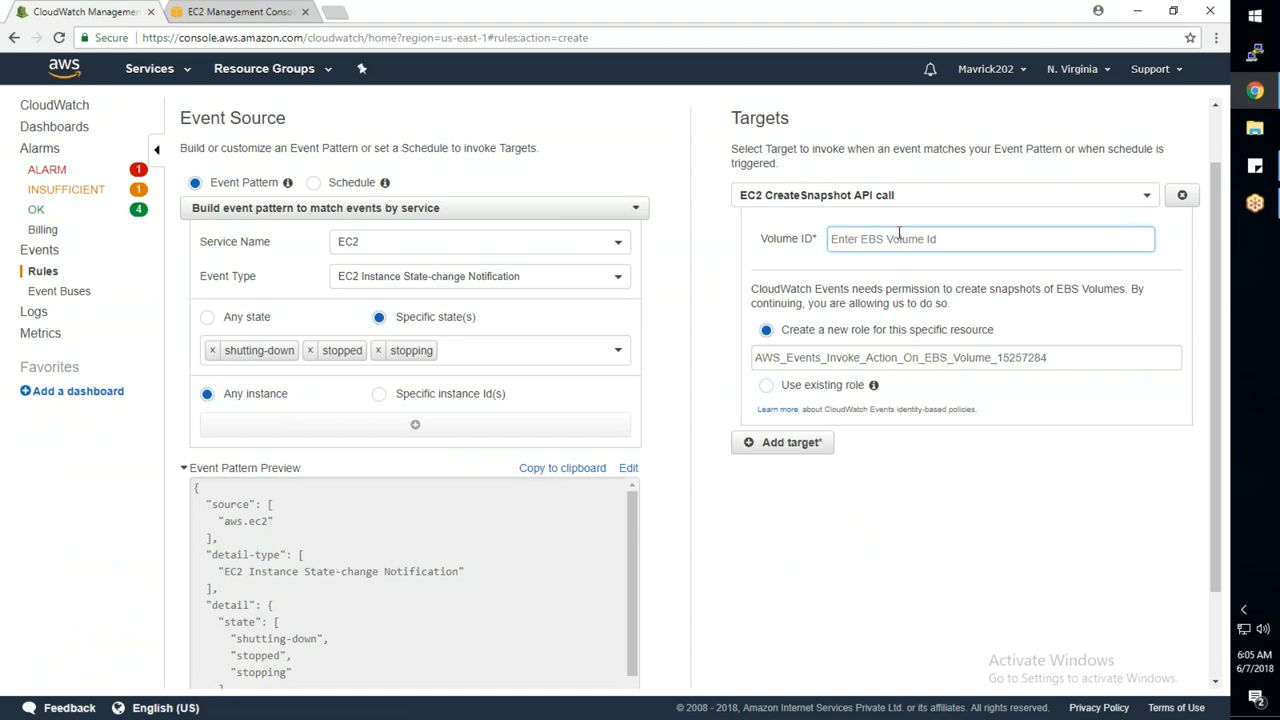 CloudWatch Management
EC2 Management Consol
Secure
https://console.aws.amazon.com/cloudwatch/home?region=us-east-1#rules:action=create
aws
Services
Resource Groups
Mavrick202
N. Virginia
Support
CloudWatch
Dashboards
Alarms
ALARM 1
INSUFFICIENT 1
OK 4
Billing
Events
Rules
Event Buses
Logs
Metrics
Favorites
Add a dashboard
Event Source
Build or customize an Event Pattern or set a Schedule to invoke Targets.
Event Pattern
Schedule
Build event pattern to match events by service
Service Name EC2
Event Type EC2 Instance State-change Notification
Any state Specific state(s)
x shutting-down x stopped x stopping
Any instance Specific instance Id(s)
Event Pattern Preview Copy to clipboard Edit
{
"source": [
"aws.ec2"
],
"detail-type": [
"EC2 Instance State-change Notification"
],
"detail": {
"state": [
"shutting-down",
"stopped",
"stopping"
]
Targets
Select Target to invoke when an event matches your Event Pattern or when schedule is
triggered.
EC2 CreateSnapshot API call
Volume ID* Enter EBS Volume Id
CloudWatch Events needs permission to create snapshots of EBS Volumes. By
continuing, you are allowing us to do so.
Create a new role for this specific resource
AWS_Events_Invoke_Action_On_EBS_Volume_15257284
Use existing role
Learn more about CloudWatch Events identity-based policies.
Add target*
Activate Windows
Go to Settings to activate Windows.
Feedback
English (US)
© 2008 - 2018, Amazon Internet Services Private Ltd. or its affiliates. All rights reserved.
Privacy Policy
Terms of Use
6:05 AM
6/7/2018
2